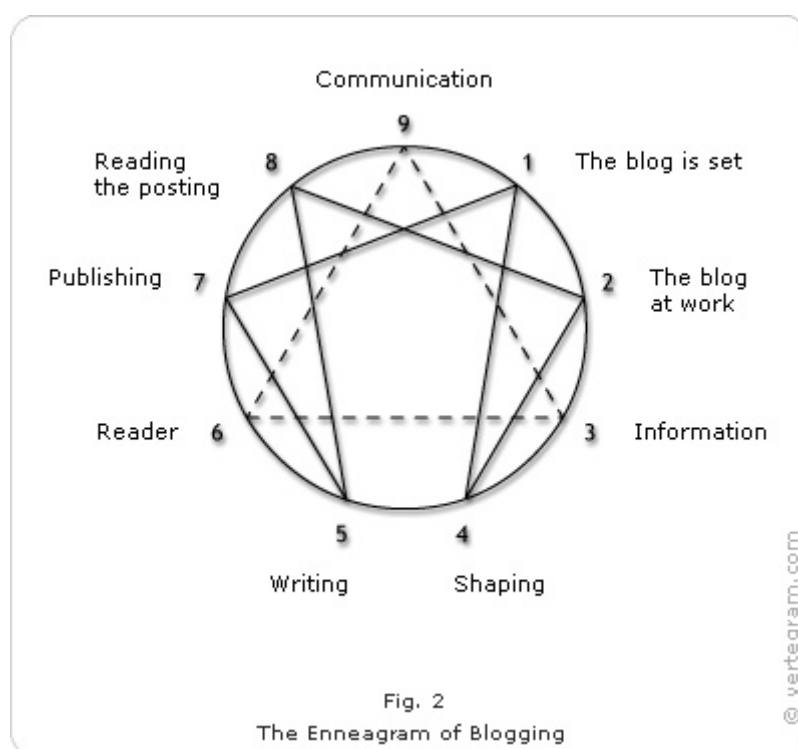 Communication
9
Reading
the posting
8
1
The blog is set
Publishing
7
2
The blog
at work
Reader
6
3
Information
5
4
Writing
Shaping
Fig. 2
The Enneagram of Blogging
© vertegram.com